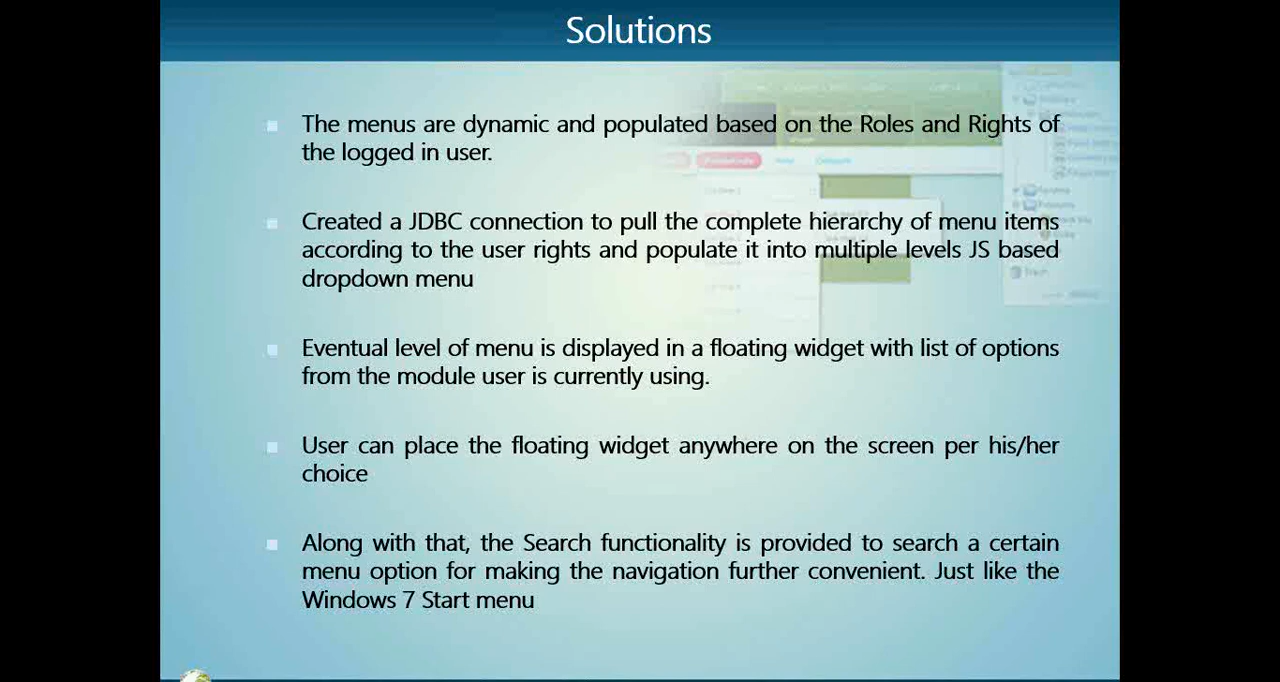 Solutions
The menus are dynamic and populated based on the Roles and Rights of
the logged in user.
Created a JDBC connection to pull the complete hierarchy of menu items
according to the user rights and populate it into multiple levels JS based
dropdown menu
Eventual level of menu is displayed in a floating widget with list of options
from the module user is currently using.
User can place the floating widget anywhere on the screen per his/her
choice
Along with that, the Search functionality is provided to search a certain
menu option for making the navigation further convenient. Just like the
Windows 7 Start menu